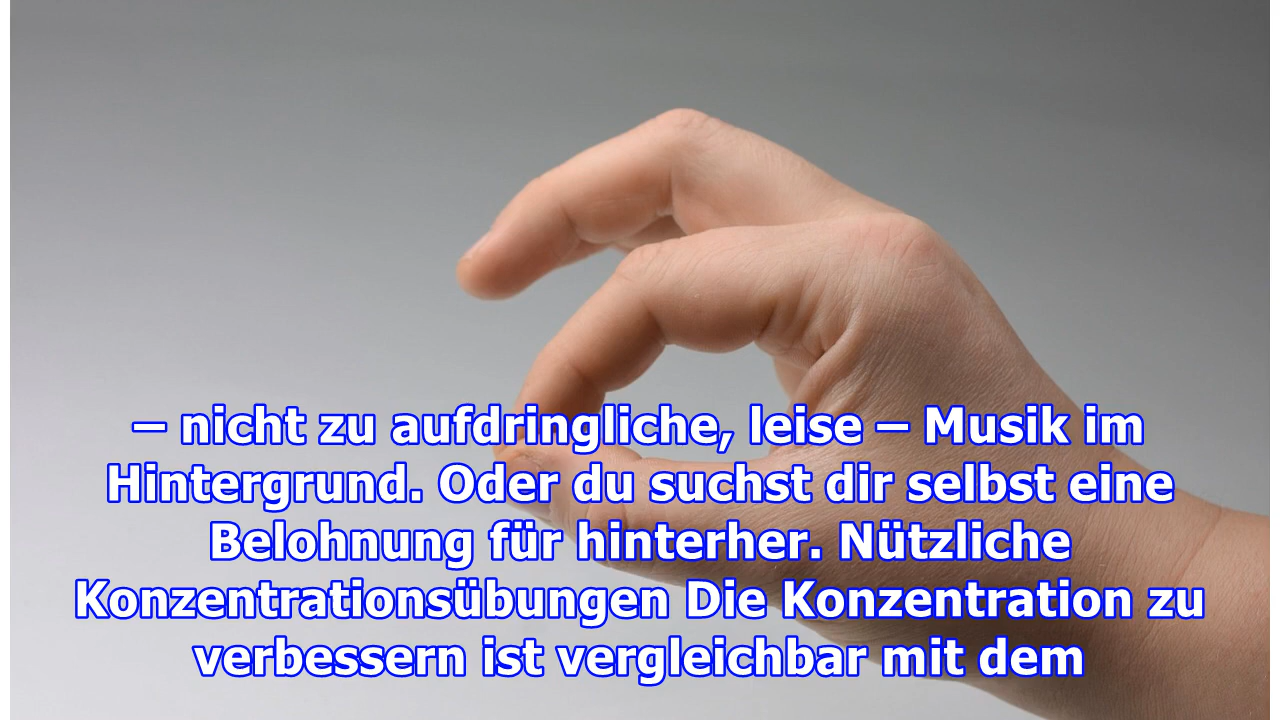 – nicht zu aufdringliche, leise – Musik im
Hintergrund. Oder du suchst dir selbst eine
Belohnung für hinterher. Nützliche
Konzentrationsübungen Die Konzentration zu
verbessern ist vergleichbar mit dem